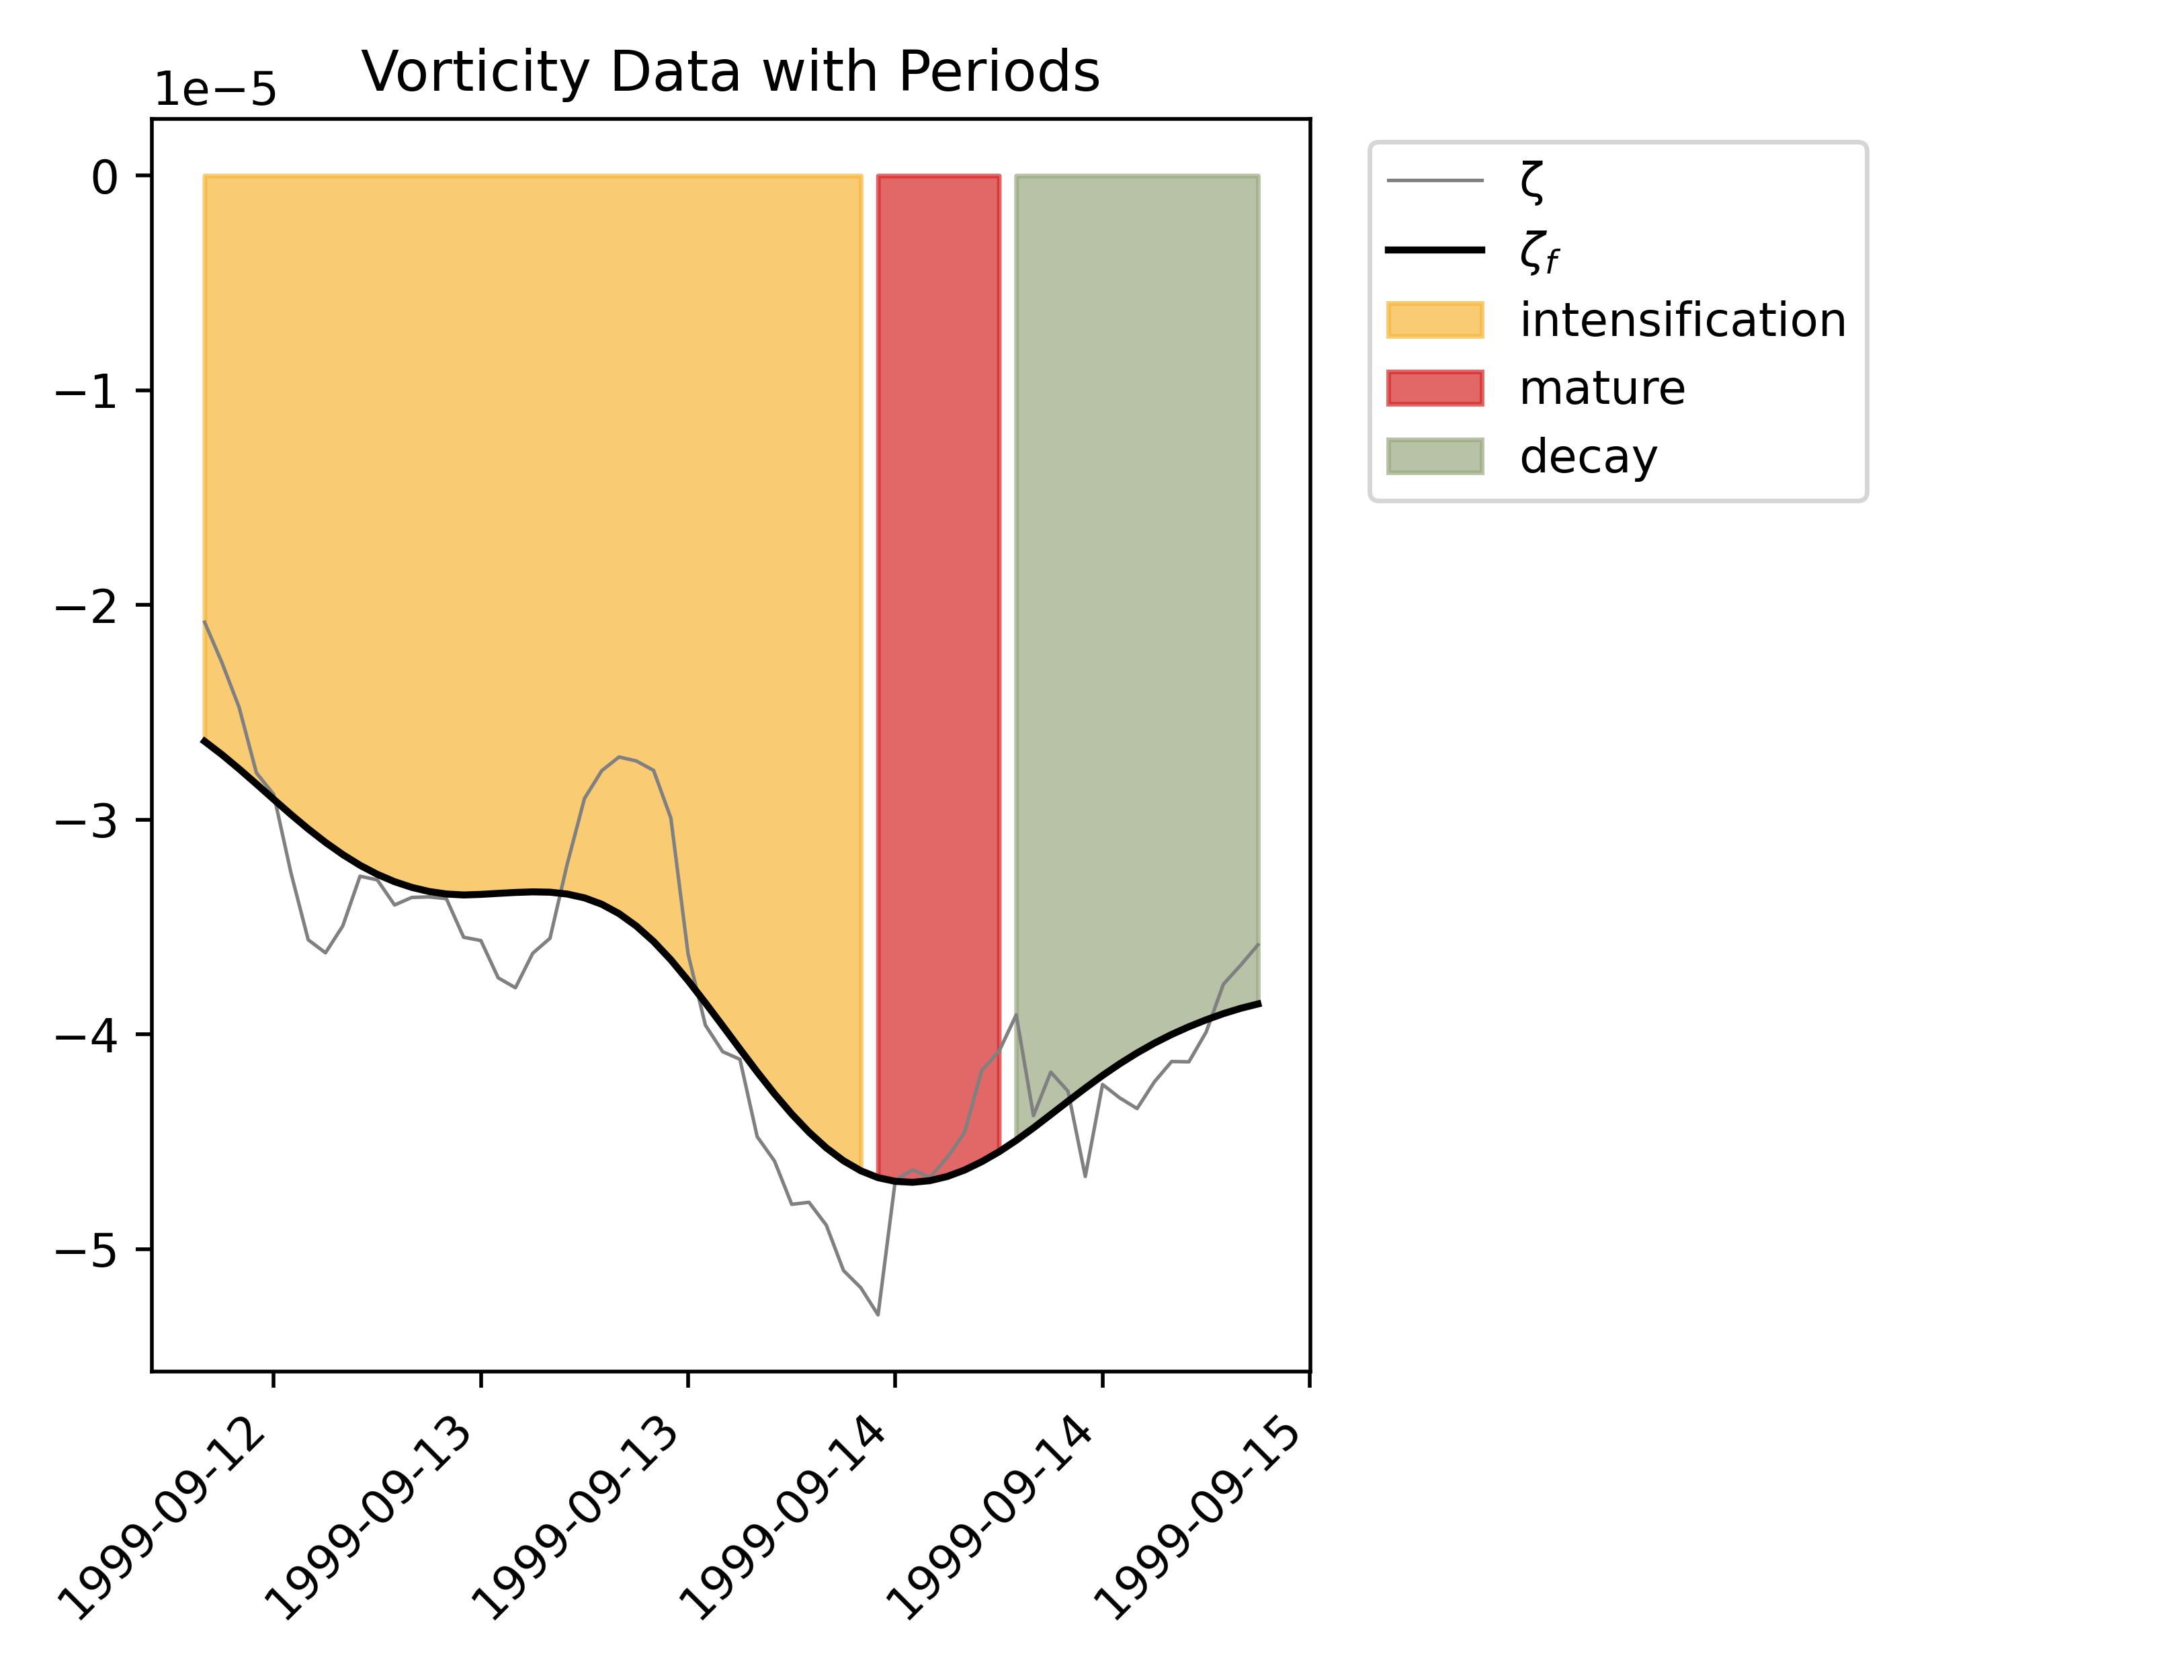 Vorticity Data with Periods
1e−5
0
−1
−2
−3
−4
−5
1999-09-12
1999-09-13
1999-09-13
1999-09-14
1999-09-14
1999-09-15
ζ
ζf
intensification
mature
decay